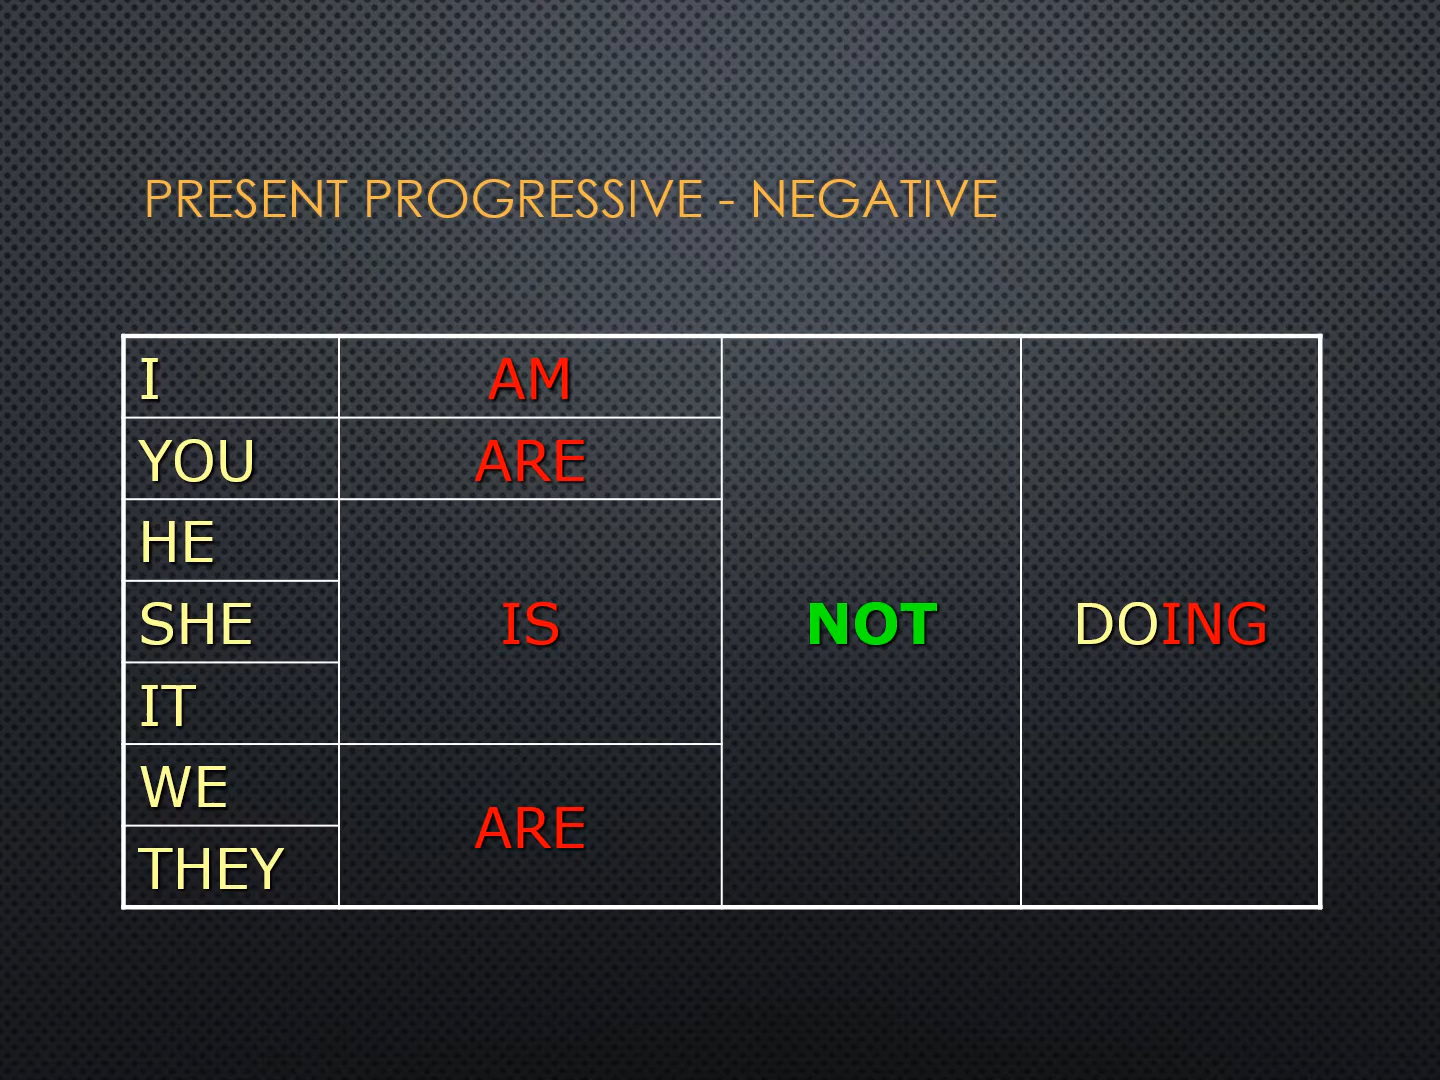 PRESENT PROGRESSIVE - NEGATIVE
I AM
YOU ARE
HE
SHE IS NOT DOING
IT
WE
ARE
THEY